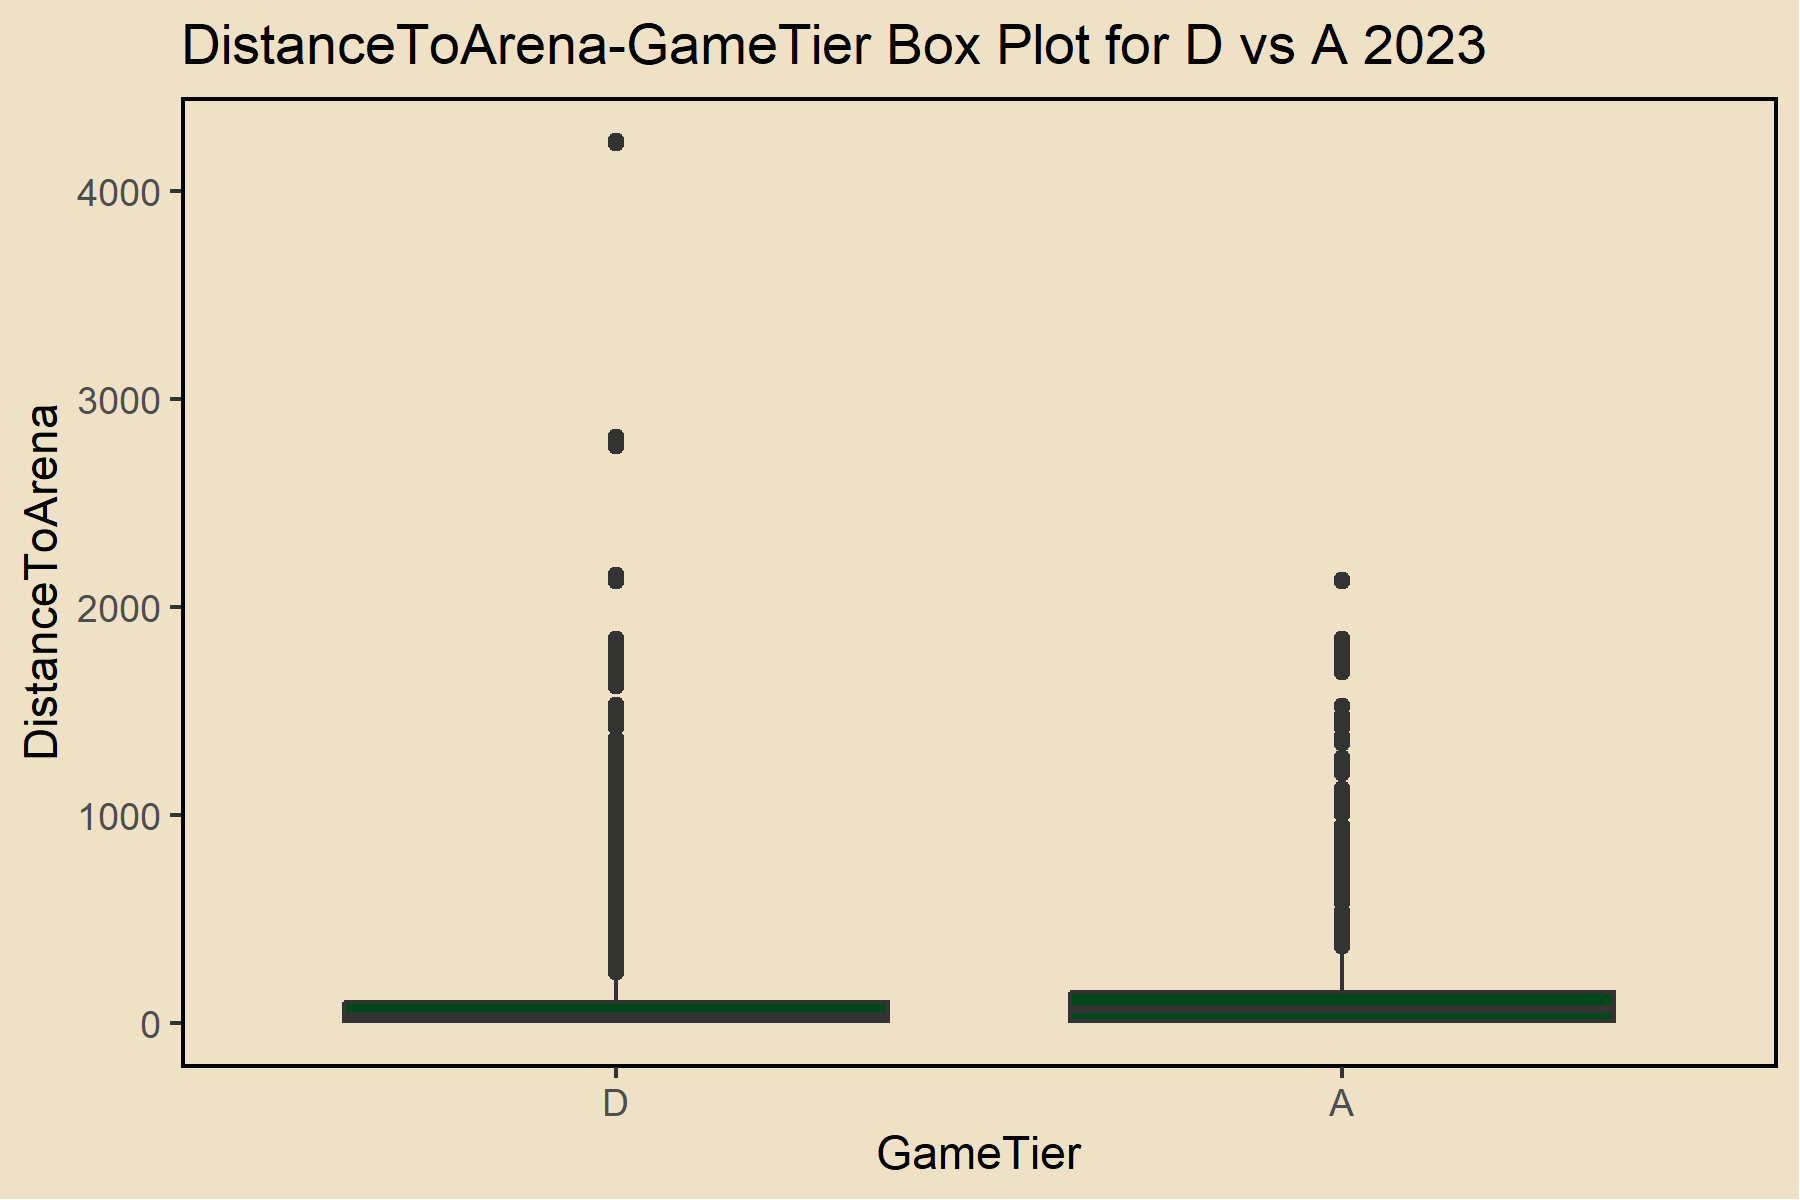 DistanceToArena-GameTier Box Plot for D vs A 2023
DistanceToArena
4000
3000
2000
1000
0
D
A
GameTier